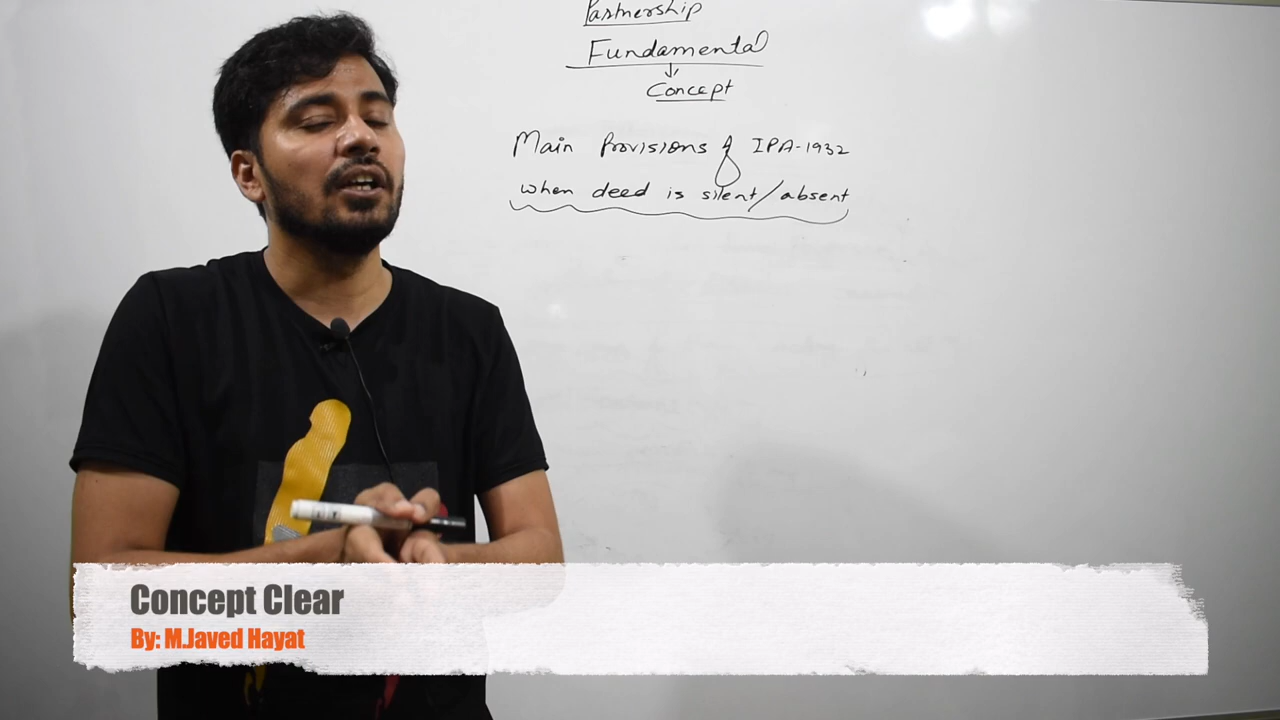 Partnership
Fundamental
Concept
Main Provisions of IPA-1932
when deed is silent/absent
Concept Clear
By: M.Javed Hayat